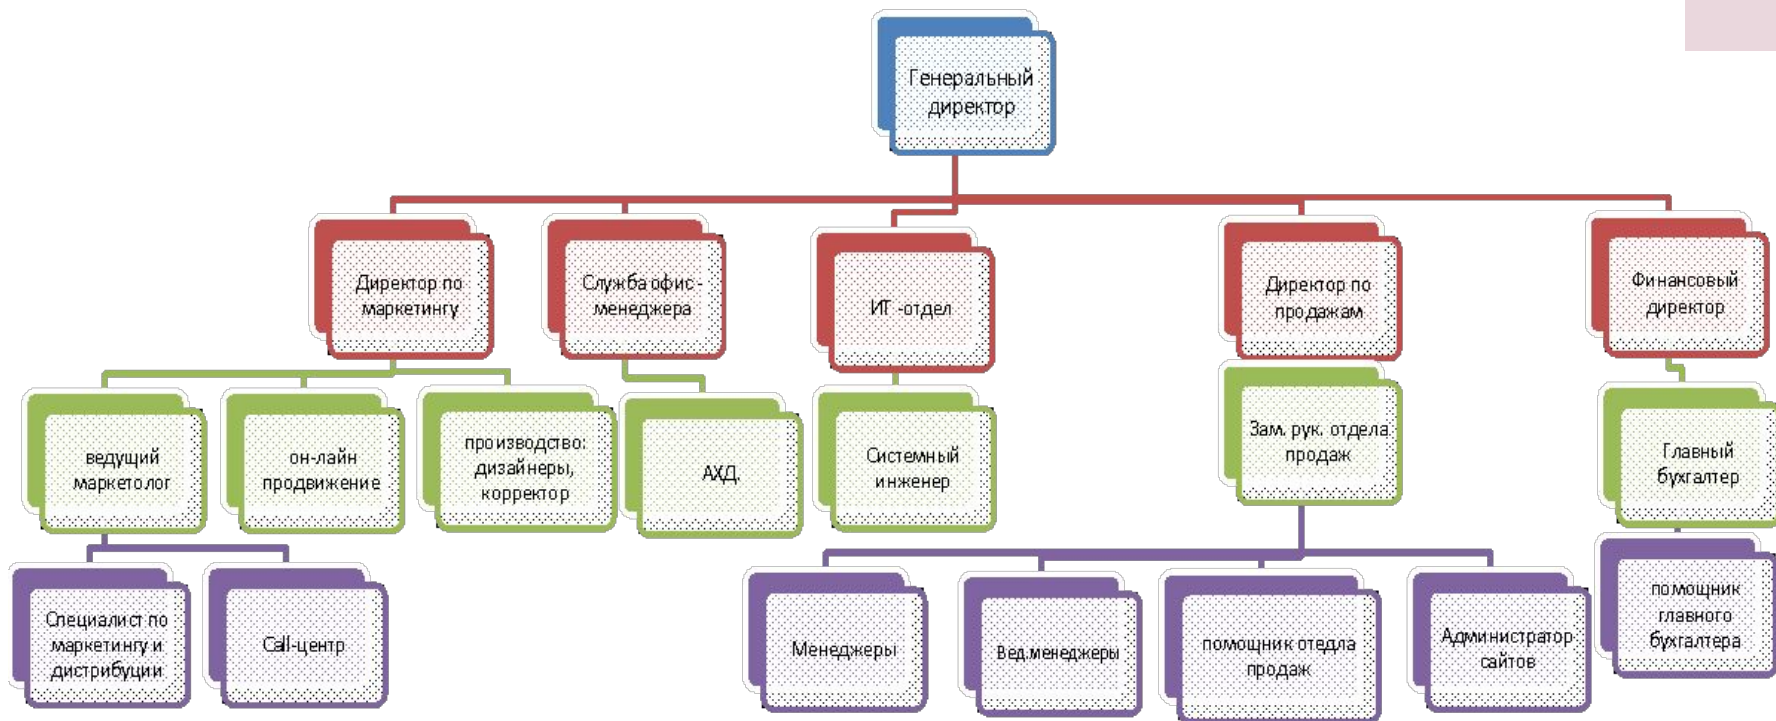 Генеральный
директор
Директор по
маркетингу
Служба офис -
менеджера
ИТ -отдел
Директор по
продажам
Финансовый
директор
ведущий
маркетолог
он-лайн
продвижение
производство:
дизайнеры,
корректор
АХД.
Системный
инженер
Зам. рук. отдела
продаж
Главный
бухгалтер
Специалист по
маркетингу и
дистрибуции
Call-центр
Менеджеры
Вед.менеджеры
помощник отедла
продаж
Администратор
сайтов
помощник
главного
бухгалтера